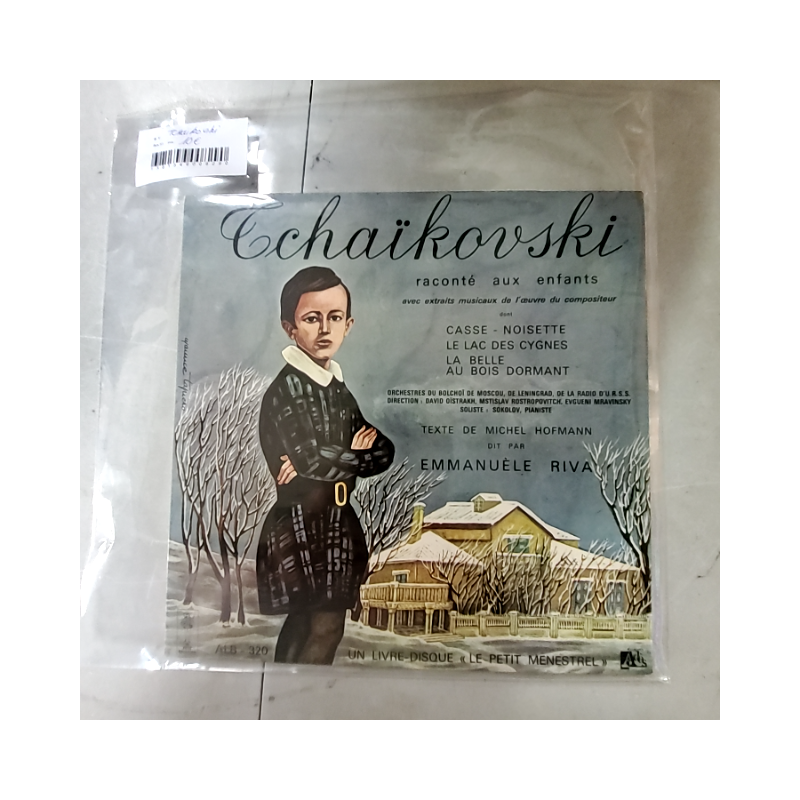 Tchaïkovski
raconté aux enfants
avec extraits musicaux de l'œuvre du compositeur
dont
CASSE - NOISETTE
LE LAC DES CYGNES
LA BELLE
AU BOIS DORMANT
ORCHESTRES DU BOLCHOÏ DE MOSCOU, DE LENINGRAD, DE LA RADIO D'U.R.S.S.
DIRECTION : DAVID OISTRAKH, MSTISLAV ROSTROPOVITCH, EVGUENI MRAVINSKY
SOLISTE : SOKOLOV, PIANISTE
TEXTE DE MICHEL HOFMANN
DIT PAR
EMMANUÈLE RIVA
ALB - 320
UN LIVRE-DISQUE « LE PETIT MENESTREL »